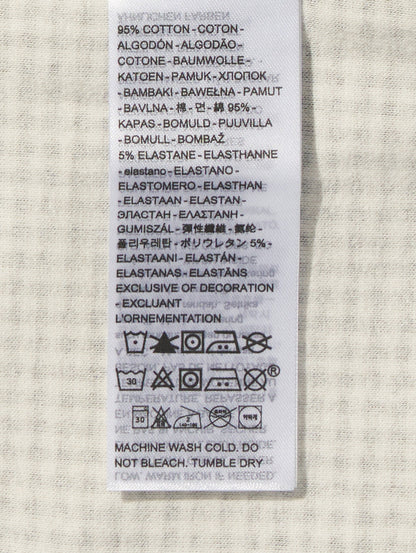 95% COTTON - COTON -
ALGODÓN - ALGODÃO -
COTONE - BAUMWOLLE -
KATOEN - PAMUK - ХЛОПОК
- BAMBAKI - BAWEŁNA - PAMUT
- BAVLNA - 棉 - 면 - 綿 95% -
KAPAS - BOMULD - PUUVILLA
- BOMULL - BOMBAŽ
5% ELASTANE - ELASTHANNE
- elastano - ELASTANO -
ELASTOMERO - ELASTHAN
- ELASTAAN - ELASTAN -
ЭЛАСТАН - ΕΛΑΣΤΑΝΗ -
GUMISZÁL - 彈性纖維 - 氨纶 -
폴리우레탄 - ポリウレタン 5% -
ELASTAANI - ELASTÁN -
ELASTANAS - ELASTĀNS
EXCLUSIVE OF DECORATION
- EXCLUANT
L'ORNEMENTATION
30 ®
30
MACHINE WASH COLD. DO
NOT BLEACH. TUMBLE DRY